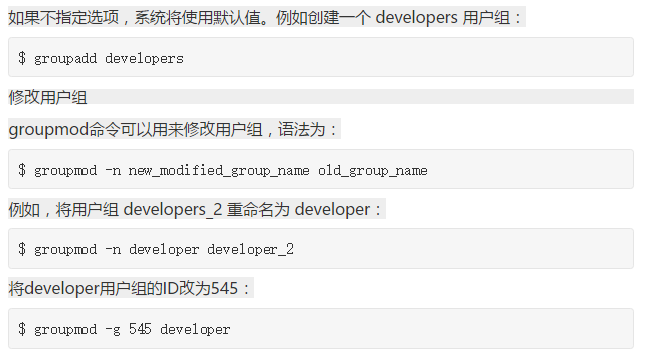 如果不指定选项，系统将使用默认值。例如创建一个 developers 用户组：
$ groupadd developers
修改用户组
groupmod命令可以用来修改用户组，语法为：
$ groupmod -n new_modified_group_name old_group_name
例如，将用户组 developers_2 重命名为 developer：
$ groupmod -n developer developer_2
将developer用户组的ID改为545：
$ groupmod -g 545 developer